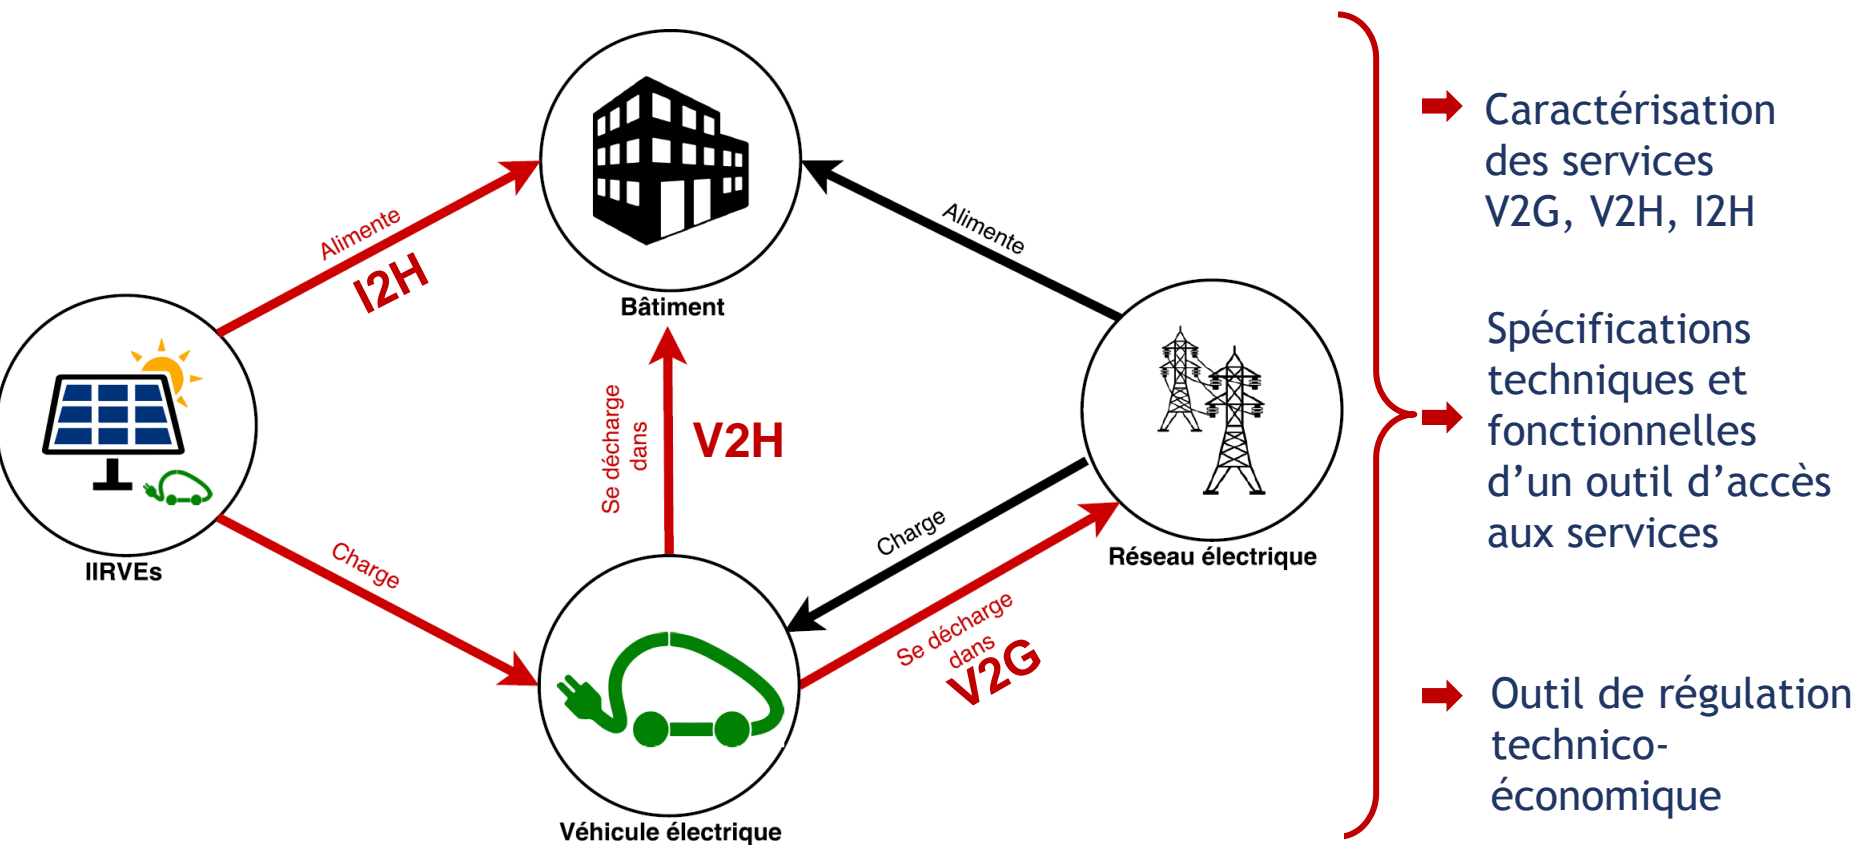 Alimente
I2H
Bâtiment
Alimente
IIRVEs
Charge
Se décharge
dans
V2H
Charge
Se décharge
dans
V2G
Réseau électrique
Véhicule électrique
Caractérisation
des services
V2G, V2H, I2H
Spécifications
techniques et
fonctionnelles
d’un outil d’accès
aux services
Outil de régulation
technico-
économique